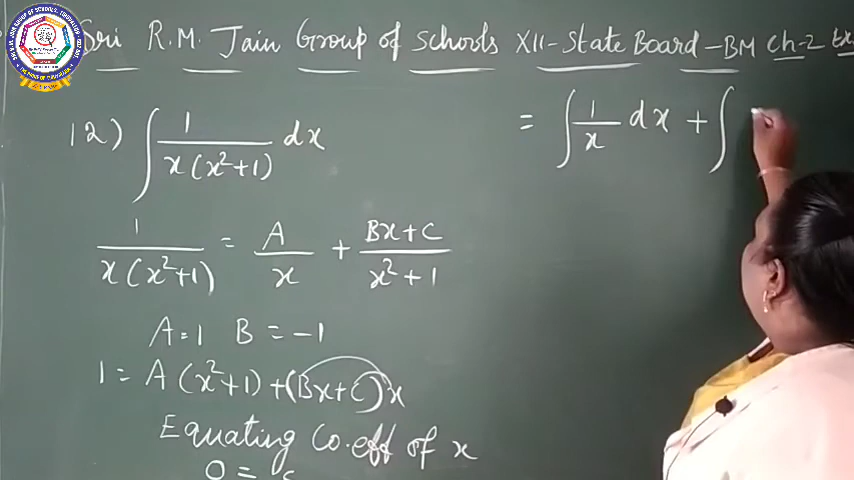 Sri R.M. Jain Group of Schools XII-State Board-BM Ch-2
12) ∫ 1/(x(x²+1)) dx
1/(x(x²+1)) = A/x + (Bx+C)/(x²+1)
A=1 B=-1
1 = A(x²+1)+(Bx+C)x
Equating Co.eff of x
0 =
= ∫ 1/x dx + ∫